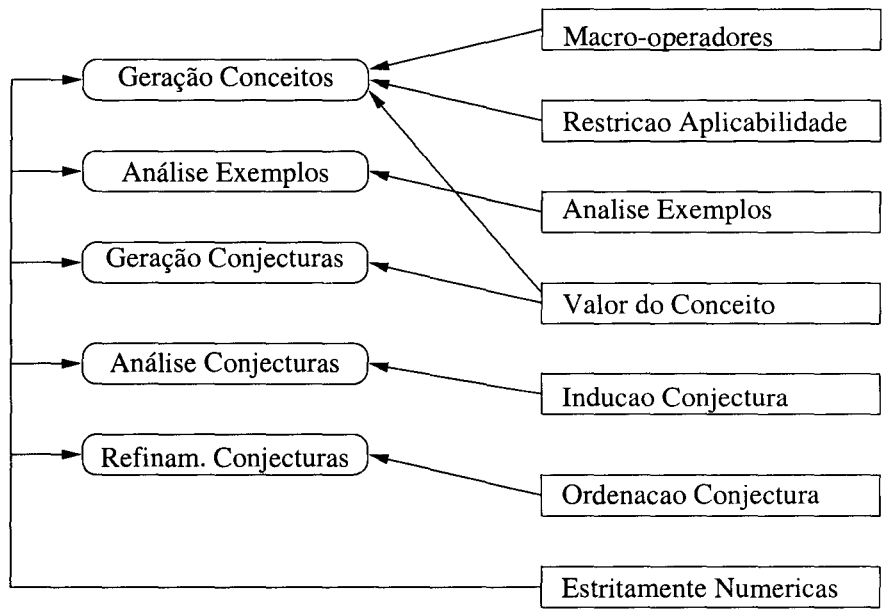 Geração Conceitos
Análise Exemplos
Geração Conjecturas
Análise Conjecturas
Refinam. Conjecturas
Macro-operadores
Restricao Aplicabilidade
Analise Exemplos
Valor do Conceito
Inducao Conjectura
Ordenacao Conjectura
Estritamente Numericas